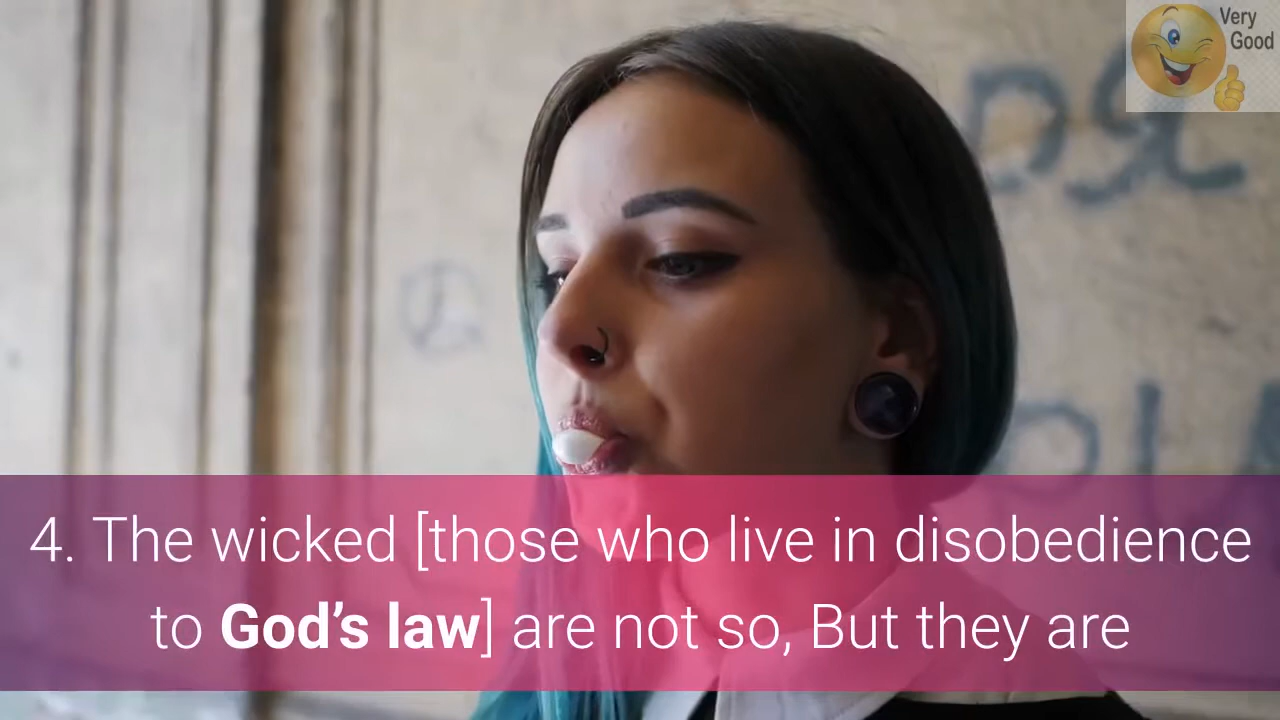 Very
Good
4. The wicked [those who live in disobedience
to God’s law] are not so, But they are